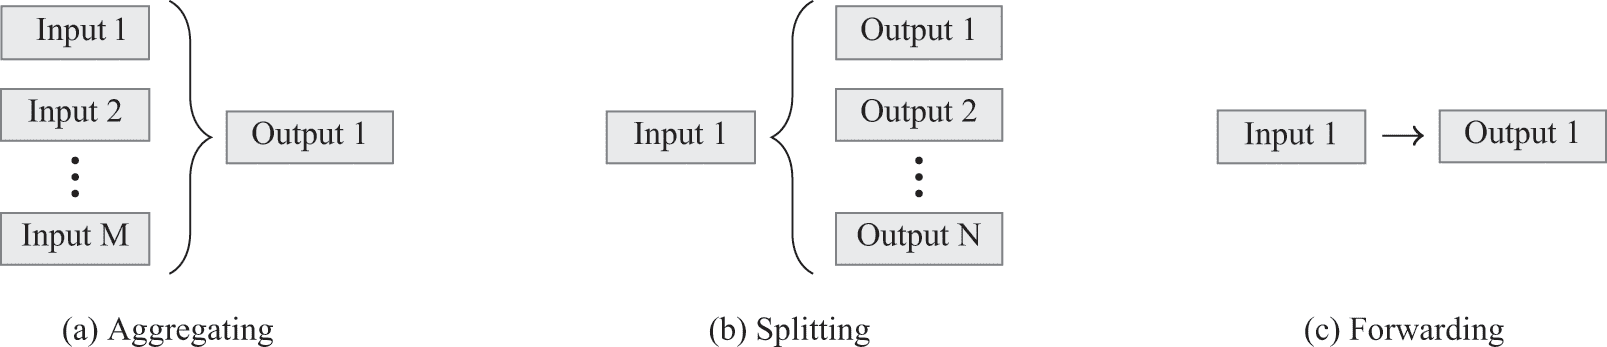 Input 1
Input 2
Input M
Output 1
(a) Aggregating
Input 1
Output 1
Output 2
Output N
(b) Splitting
Input 1
Output 1
(c) Forwarding